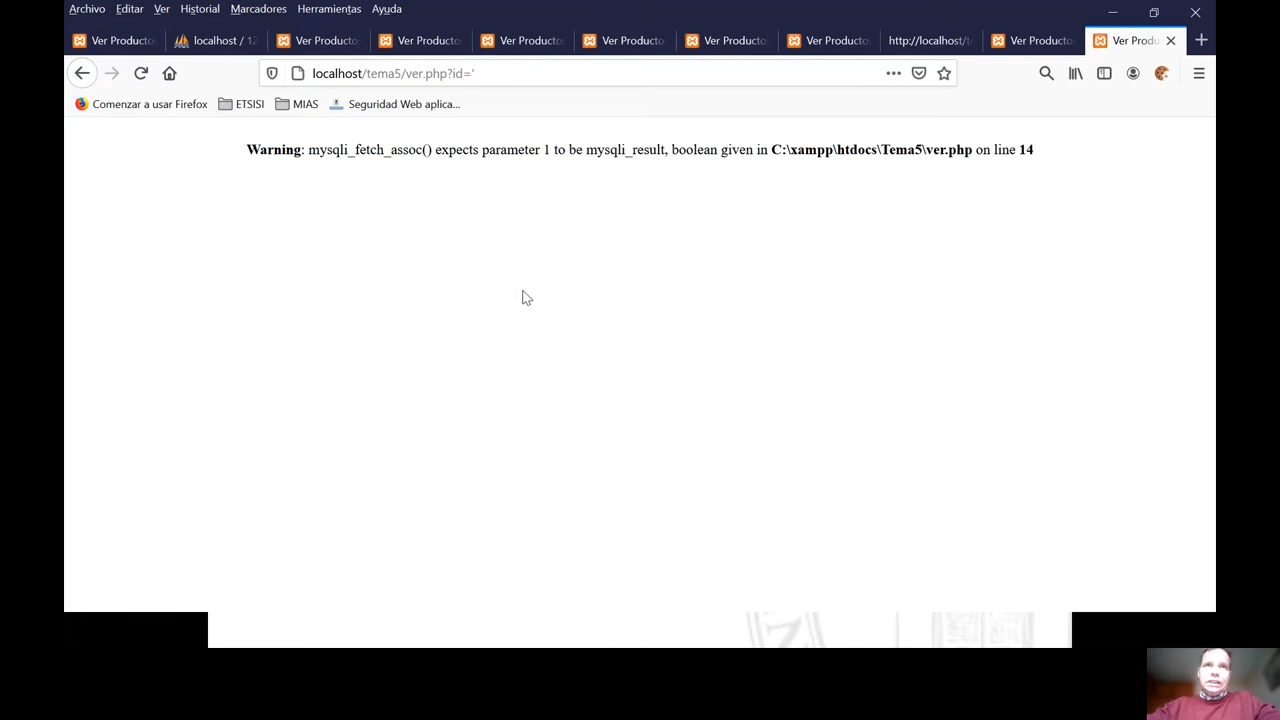 Archivo Editar Ver Historial Marcadores Herramientas Ayuda
Ver Producto localhost / 12 Ver Producto Ver Producto Ver Producto Ver Producto Ver Producto Ver Producto http://localhost/t Ver Producto Ver Produ
localhost/tema5/ver.php?id='
Comenzar a usar Firefox ETSISI MIAS Seguridad Web aplica...
Warning: mysqli_fetch_assoc() expects parameter 1 to be mysqli_result, boolean given in C:\xampp\htdocs\Tema5\ver.php on line 14